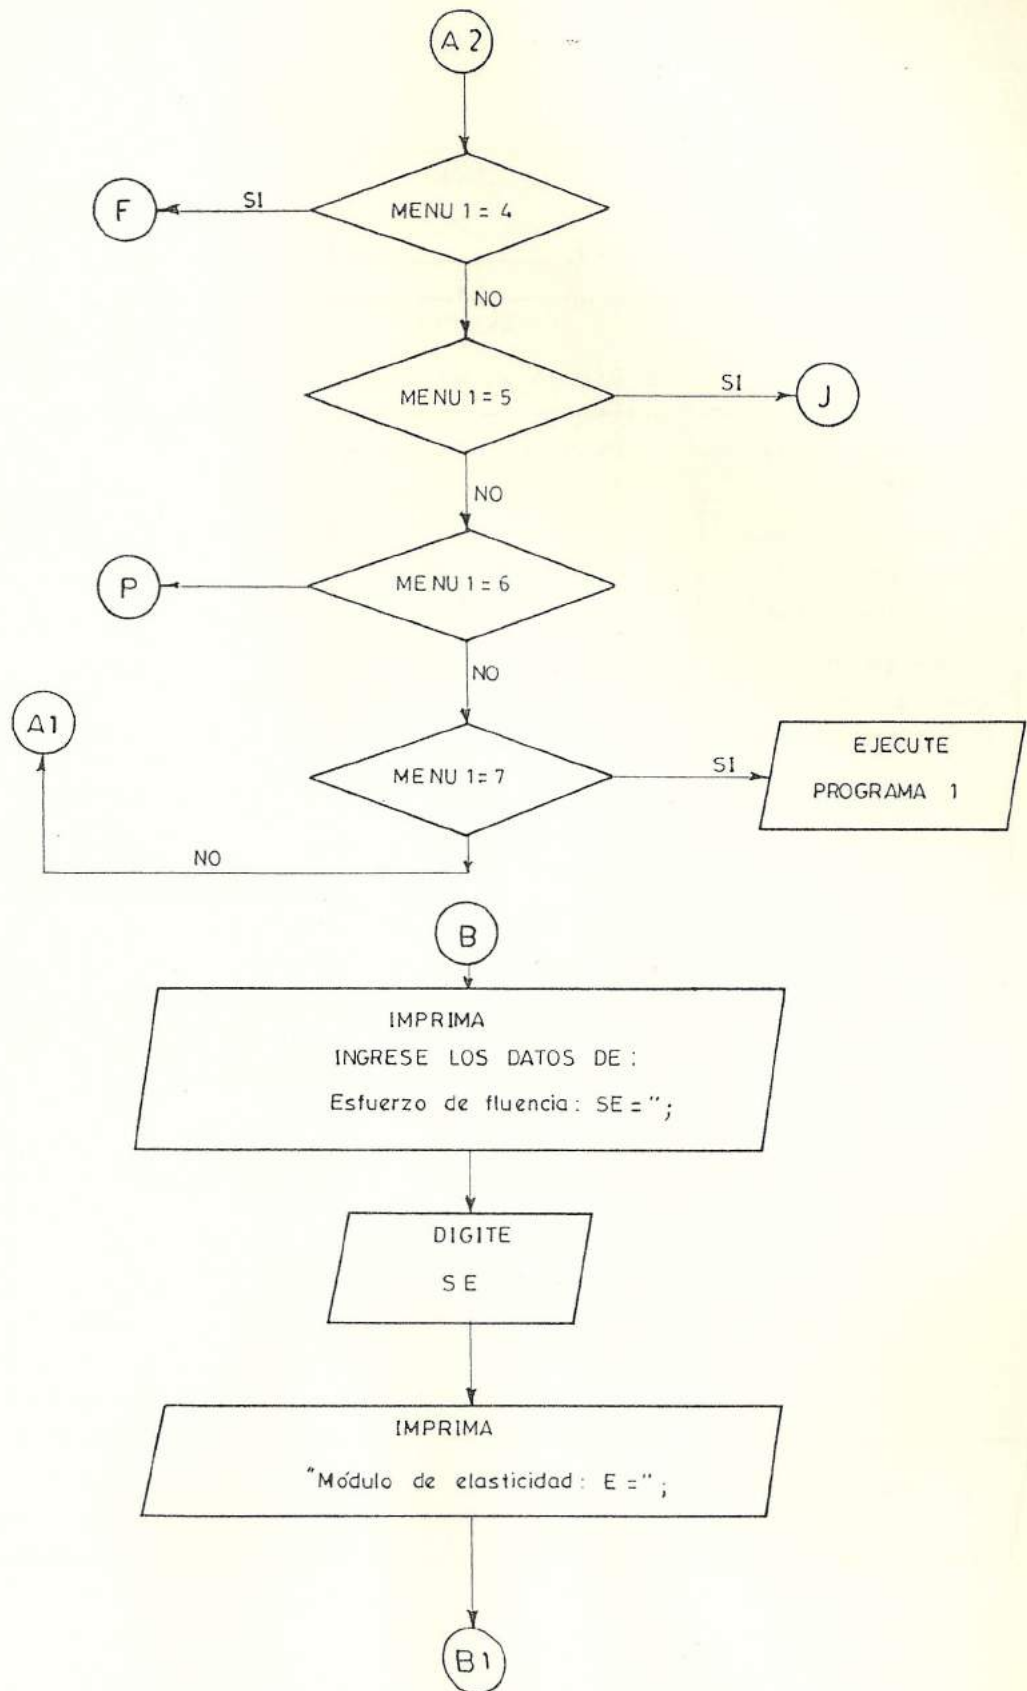 A2
MENU 1 = 4
SI
F
NO
MENU 1 = 5
SI
J
NO
MENU 1 = 6
P
NO
A1
MENU 1 = 7
SI
EJECUTE
PROGRAMA 1
NO
B
IMPRIMA
INGRESE LOS DATOS DE :
Esfuerzo de fluencia : SE = ";
DIGITE
SE
IMPRIMA
"Módulo de elasticidad : E = ";
B1